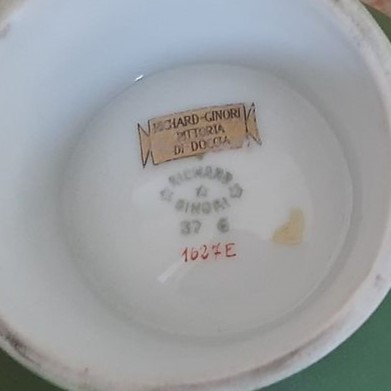 RICHARD-GINORI
PITTORIA
DI DOCCIA
RICHARD
GINORI
37 6
1627E